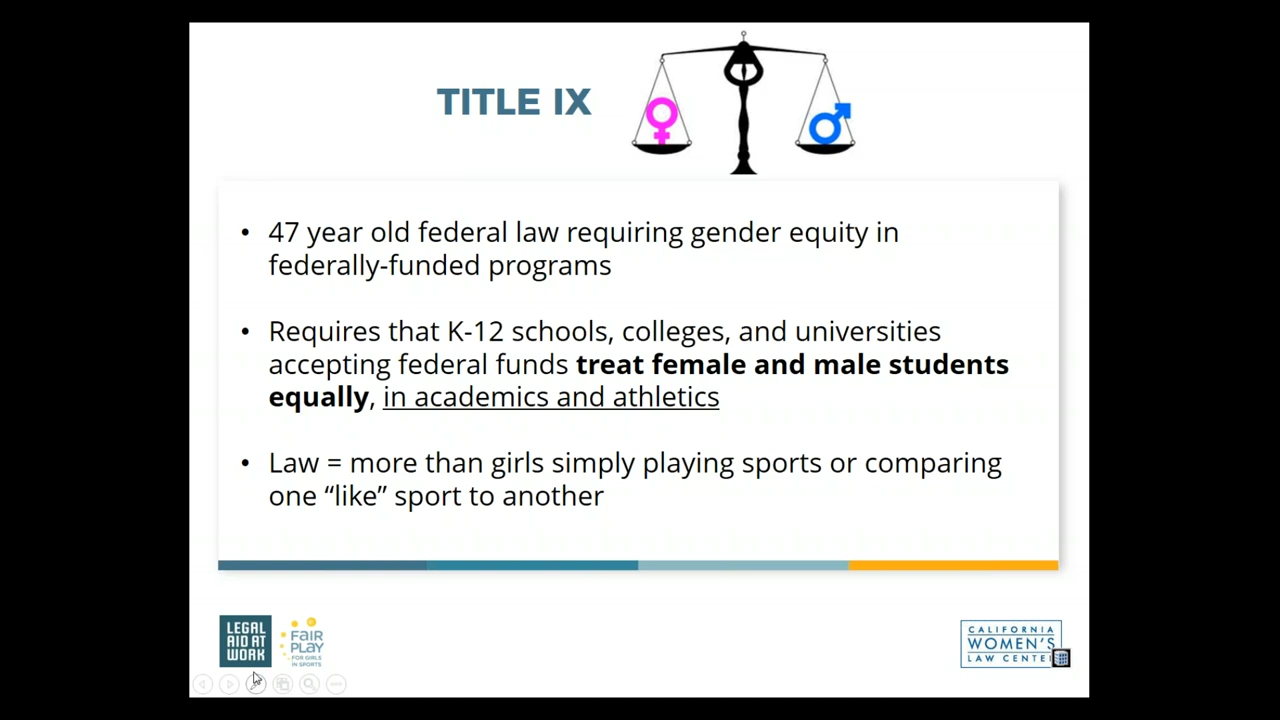 TITLE IX
• 47 year old federal law requiring gender equity in
federally-funded programs
• Requires that K-12 schools, colleges, and universities
accepting federal funds treat female and male students
equally, in academics and athletics
• Law = more than girls simply playing sports or comparing
one “like” sport to another
LEGAL
AID AT
WORK
FAIR
PLAY
FOR GIRLS
IN SPORTS
CALIFORNIA
WOMEN'S
LAW CENTE